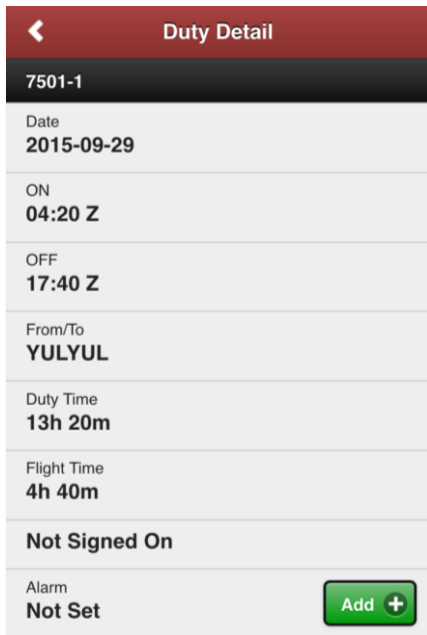 Duty Detail
7501-1
Date
2015-09-29
ON
04:20 Z
OFF
17:40 Z
From/To
YULYUL
Duty Time
13h 20m
Flight Time
4h 40m
Not Signed On
Alarm
Not Set
Add